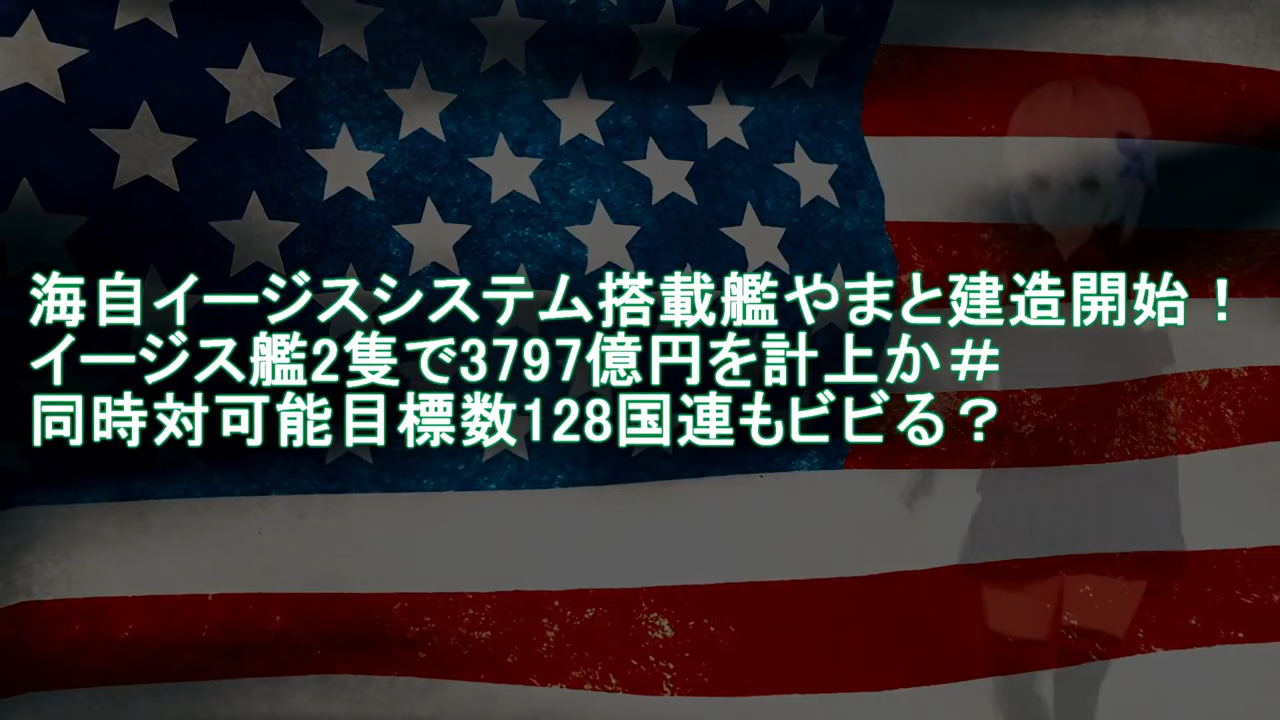 海自イージスシステム搭載艦やまと建造開始！
イージス艦2隻で3797億円を計上か＃
同時対可能目標数128国連もビビる？